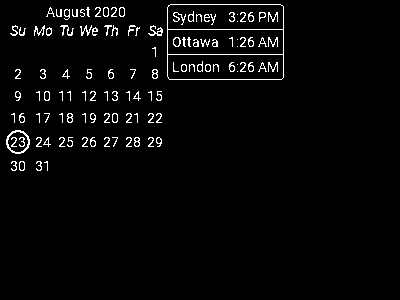 August 2020
Su Mo Tu We Th Fr Sa
1
2 3 4 5 6 7 8
9 10 11 12 13 14 15
16 17 18 19 20 21 22
23 24 25 26 27 28 29
30 31
Sydney 3:26 PM
Ottawa 1:26 AM
London 6:26 AM